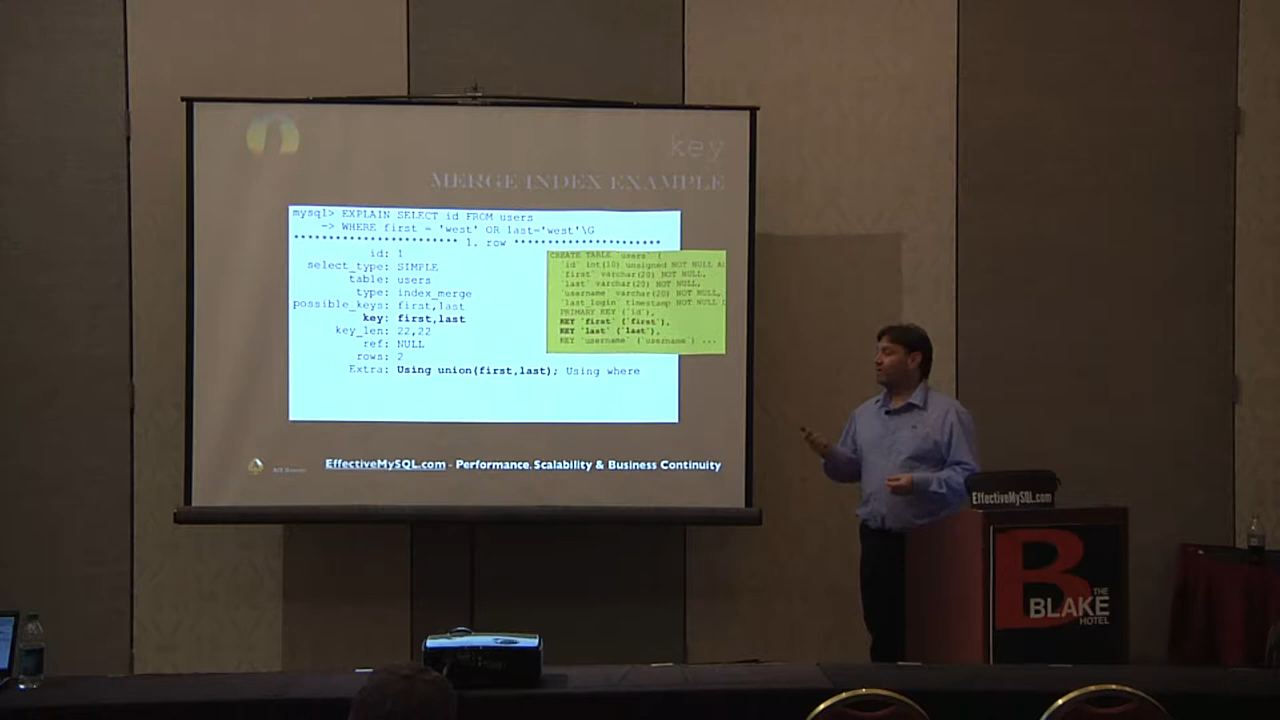 key
MERGE INDEX EXAMPLE
mysql> EXPLAIN SELECT id FROM users
-> WHERE first = 'west' OR last='west'\G
*********************** 1. row ***********************
id: 1
select_type: SIMPLE
table: users
type: index_merge
possible_keys: first,last
key: first,last
key_len: 22,22
ref: NULL
rows: 2
Extra: Using union(first,last); Using where
CREATE TABLE `users` (
`id` int(10) unsigned NOT NULL
`first` varchar(20) NOT NULL,
`last` varchar(20) NOT NULL,
`username` varchar(20) NOT NULL,
`last_login` timestamp NOT NULL
PRIMARY KEY (`id`),
KEY `first` (`first`),
KEY `last` (`last`),
KEY `username` (`username`) ...
EffectiveMySQL.com - Performance, Scalability & Business Continuity
EffectiveMySQL.com
B
THE
BLAKE
HOTEL